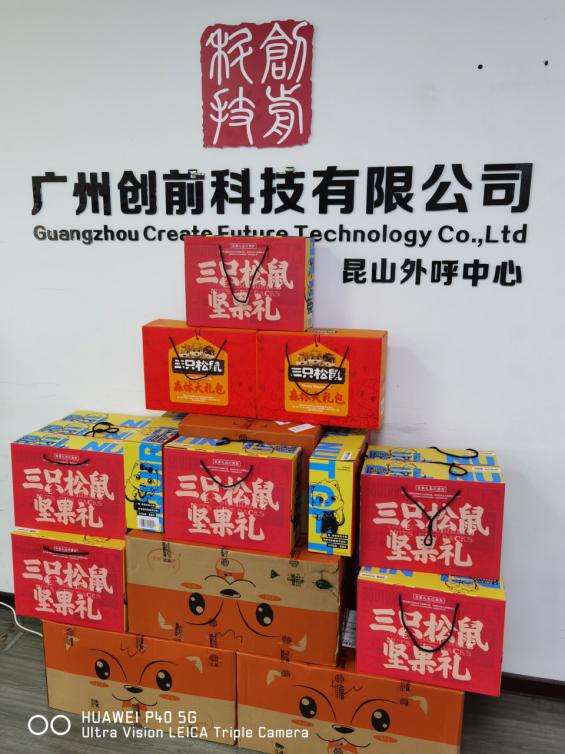 創前
科技
广州创前科技有限公司
Guangzhou Create Future Technology Co.,Ltd
昆山外呼中心
三只松鼠
坚果礼
三只松鼠
森林大礼包
三只松鼠
森林大礼包
三只松鼠
坚果礼
三只松鼠
坚果礼
三只松鼠
坚果礼
三只松鼠
坚果礼
三只松鼠
坚果礼
HUAWEI P40 5G
Ultra Vision LEICA Triple Camera